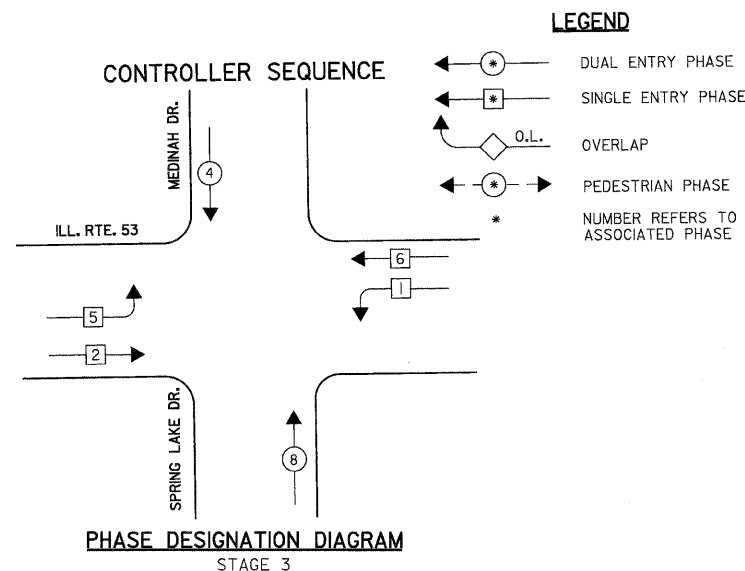 LEGEND
* DUAL ENTRY PHASE
* SINGLE ENTRY PHASE
O.L. OVERLAP
* PEDESTRIAN PHASE
* NUMBER REFERS TO
ASSOCIATED PHASE
CONTROLLER SEQUENCE
MEDINAH DR.
4
ILL. RTE. 53
6
1
5
2
SPRING LAKE DR.
8
PHASE DESIGNATION DIAGRAM
STAGE 3